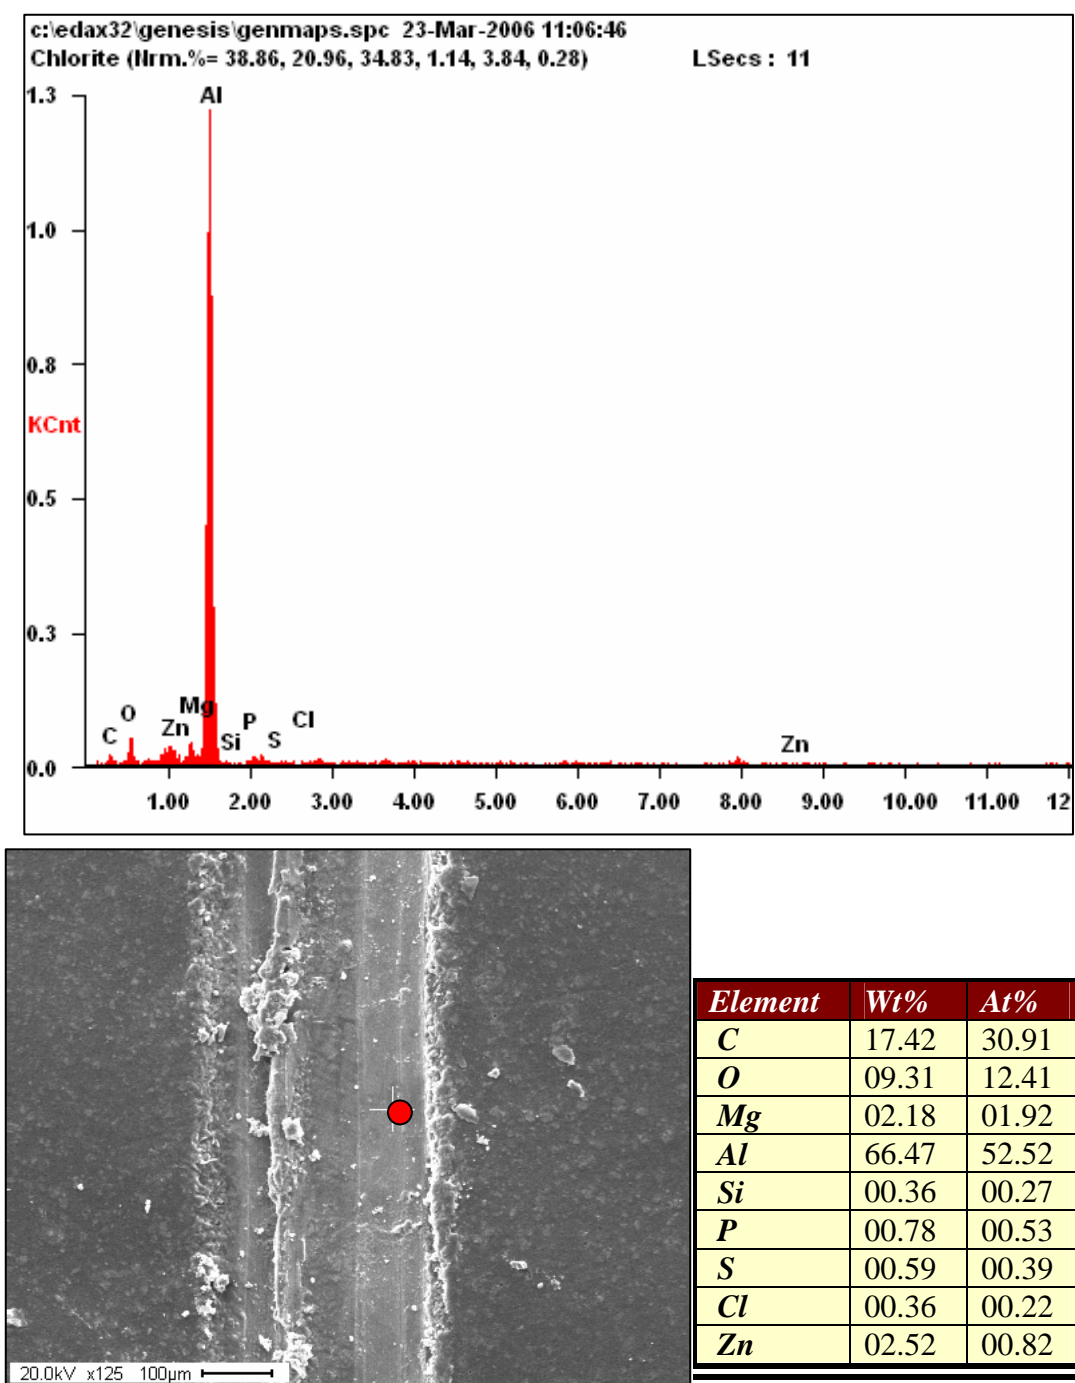 c:\edax32\genesis\genmaps.spc 23-Mar-2006 11:06:46
Chlorite (Nrm.%= 38.86, 20.96, 34.83, 1.14, 3.84, 0.28) LSecs : 11
1.3
1.0
0.8
KCnt
0.5
0.3
0.0
Al
C
O
Zn
Mg
Si
P
S
Cl
Zn
1.00 2.00 3.00 4.00 5.00 6.00 7.00 8.00 9.00 10.00 11.00 12
20.0kV x125 100µm
Element Wt% At%
C 17.42 30.91
O 09.31 12.41
Mg 02.18 01.92
Al 66.47 52.52
Si 00.36 00.27
P 00.78 00.53
S 00.59 00.39
Cl 00.36 00.22
Zn 02.52 00.82